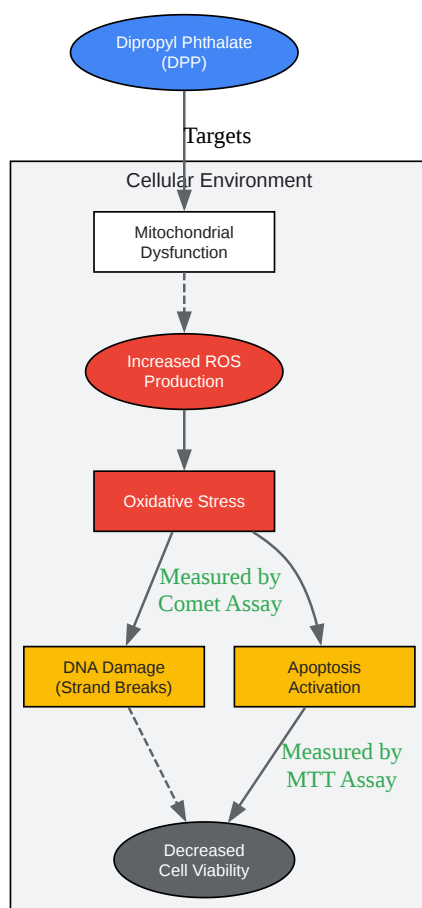 Dipropyl Phthalate
(DPP)
Targets
Cellular Environment
Mitochondrial
Dysfunction
Increased ROS
Production
Oxidative Stress
Measured by
Comet Assay
DNA Damage
(Strand Breaks)
Apoptosis
Activation
Measured by
MTT Assay
Decreased
Cell Viability